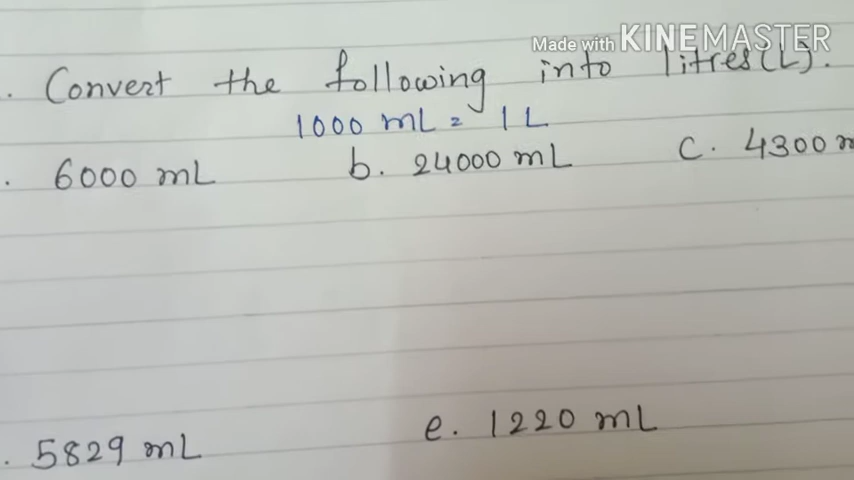 Made with KINEMASTER
. Convert the following into litres(L).
1000 mL = 1 L
. 6000 mL b. 24000 mL c. 4300 m
. 5829 mL e. 1220 mL